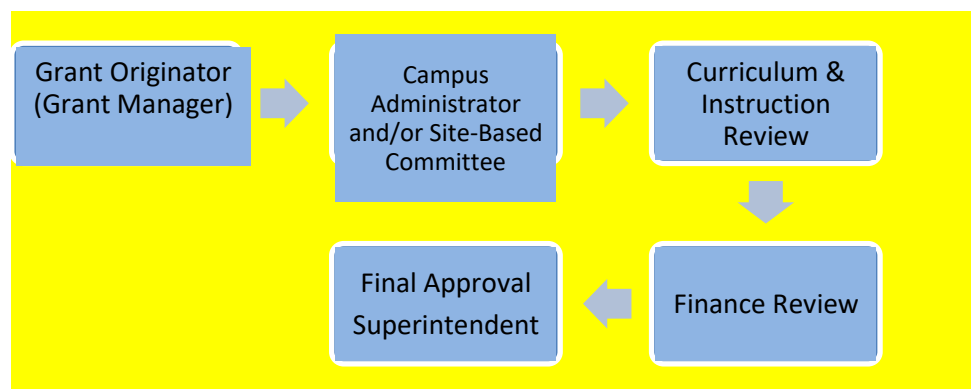 Grant Originator
(Grant Manager)
Campus
Administrator
and/or Site-Based
Committee
Curriculum &
Instruction
Review
Finance Review
Final Approval
Superintendent